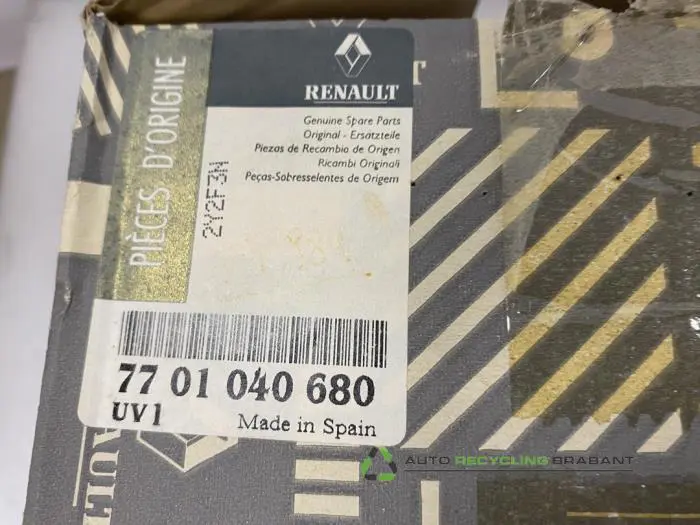 RENAULT
PIÈCES D'ORIGINE
Genuine Spare Parts
Original - Ersatzteile
Piezas de Recambio de Origen
Ricambi Originali
Peças-Sobresselentes de Origem
2Y2F3N
77 01 040 680
UV1
Made in Spain
AUTO RECYCLING BRABANT